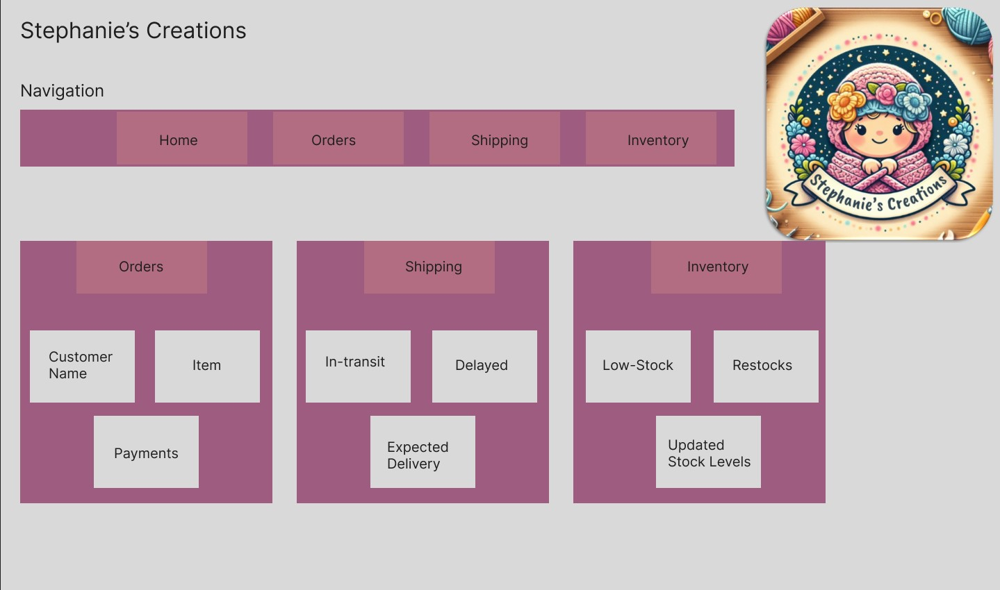 Stephanie’s Creations
Navigation
Home
Orders
Shipping
Inventory
Stephanie's Creations
Orders
Shipping
Inventory
Customer
Name
Item
In-transit
Delayed
Low-Stock
Restocks
Payments
Expected
Delivery
Updated
Stock Levels